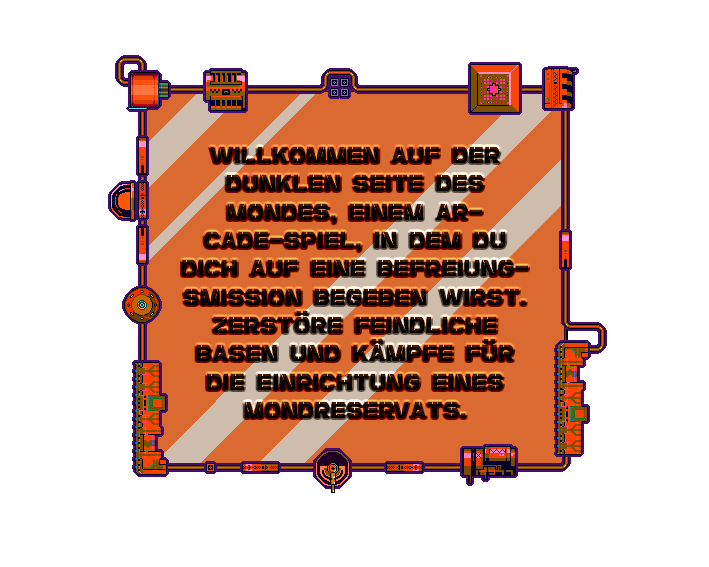 WILLKOMMEN AUF DER
DUNKLEN SEITE DES
MONDES, EINEM AR-
CADE-SPIEL, IN DEM DU
DICH AUF EINE BEFREIUNG-
SMISSION BEGEBEN WIRST.
ZERSTÖRE FEINDLICHE
BASEN UND KÄMPFE FÜR
DIE EINRICHTUNG EINES
MONDRESERVATS.